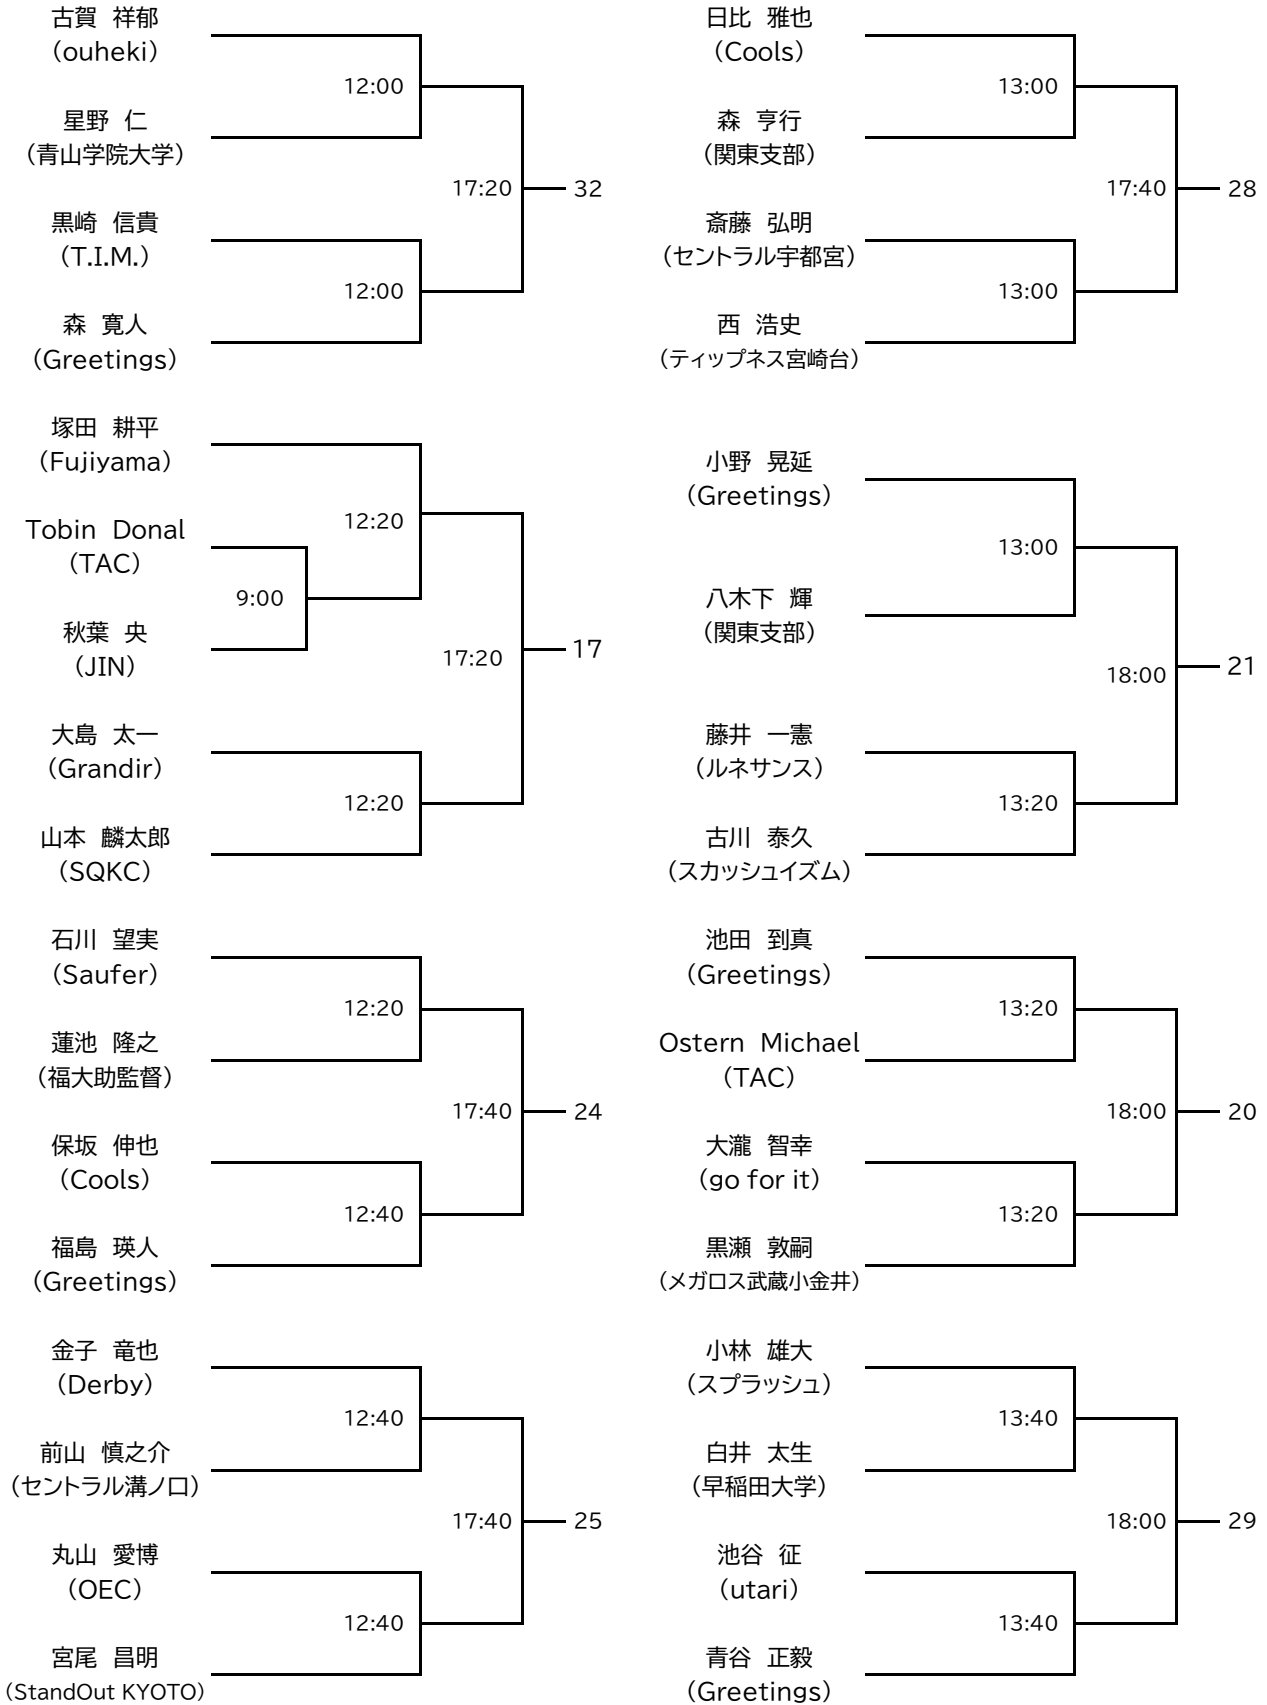 古賀 祥郁
(ouheki)
12:00
星野 仁
(青山学院大学)
17:20
32
黒崎 信貴
(T.I.M.)
12:00
森 寛人
(Greetings)
塚田 耕平
(Fujiyama)
12:20
Tobin Donal
(TAC)
9:00
秋葉 央
(JIN)
17:20
17
大島 太一
(Grandir)
12:20
山本 麟太郎
(SQKC)
石川 望実
(Saufer)
12:20
蓮池 隆之
(福大助監督)
17:40
24
保坂 伸也
(Cools)
12:40
福島 瑛人
(Greetings)
金子 竜也
(Derby)
12:40
前山 慎之介
(セントラル溝ノ口)
17:40
25
丸山 愛博
(OEC)
12:40
宮尾 昌明
(StandOut KYOTO)
日比 雅也
(Cools)
13:00
森 亨行
(関東支部)
17:40
28
斎藤 弘明
(セントラル宇都宮)
13:00
西 浩史
(ティップネス宮崎台)
小野 晃延
(Greetings)
13:00
八木下 輝
(関東支部)
18:00
21
藤井 一憲
(ルネサンス)
13:20
古川 泰久
(スカッシュイズム)
池田 到真
(Greetings)
13:20
Ostern Michael
(TAC)
18:00
20
大瀧 智幸
(go for it)
13:20
黒瀬 敦嗣
(メガロス武蔵小金井)
小林 雄大
(スプラッシュ)
13:40
白井 太生
(早稲田大学)
18:00
29
池谷 征
(utari)
13:40
青谷 正毅
(Greetings)